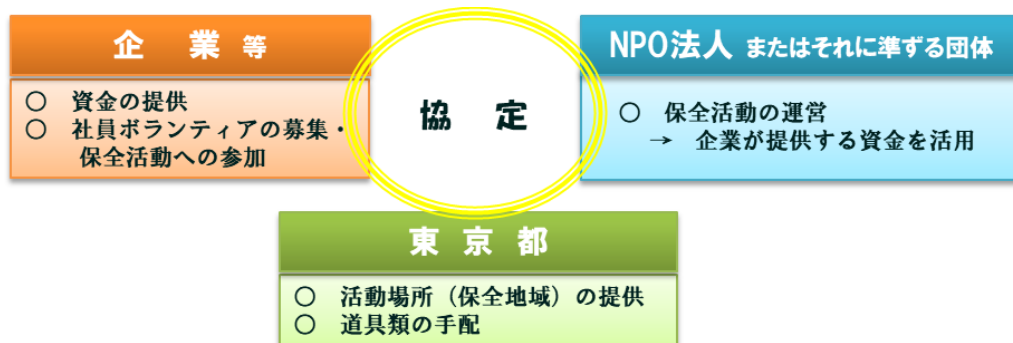 企 業 等
○ 資金の提供
○ 社員ボランティアの募集・
保全活動への参加
協 定
NPO法人 またはそれに準ずる団体
○ 保全活動の運営
→ 企業が提供する資金を活用
東 京 都
○ 活動場所（保全地域）の提供
○ 道具類の手配